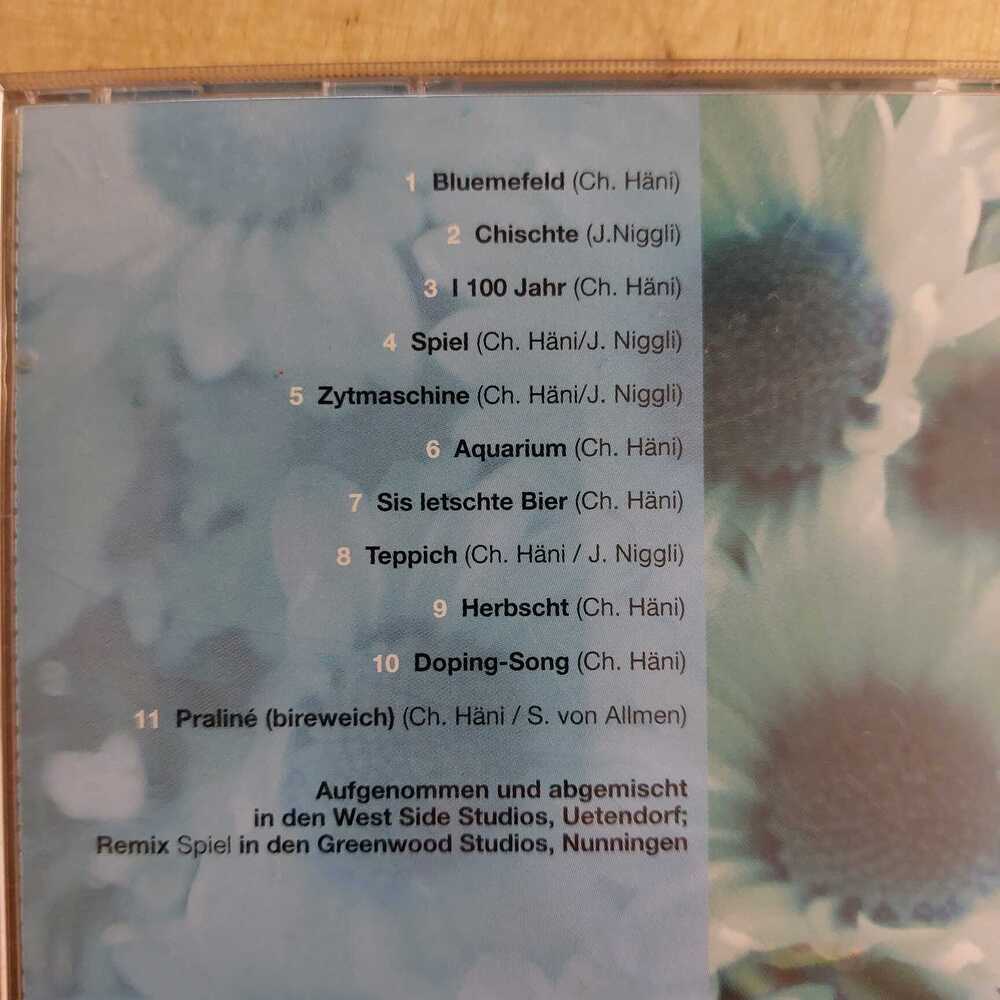 1 Bluemefeld (Ch. Häni)
2 Chischte (J.Niggli)
3 I 100 Jahr (Ch. Häni)
4 Spiel (Ch. Häni/J. Niggli)
5 Zytmaschine (Ch. Häni/J. Niggli)
6 Aquarium (Ch. Häni)
7 Sis letschte Bier (Ch. Häni)
8 Teppich (Ch. Häni / J. Niggli)
9 Herbscht (Ch. Häni)
10 Doping-Song (Ch. Häni)
11 Praliné (bireweich) (Ch. Häni / S. von Allmen)
Aufgenommen und abgemischt
in den West Side Studios, Uetendorf;
Remix Spiel in den Greenwood Studios, Nunningen